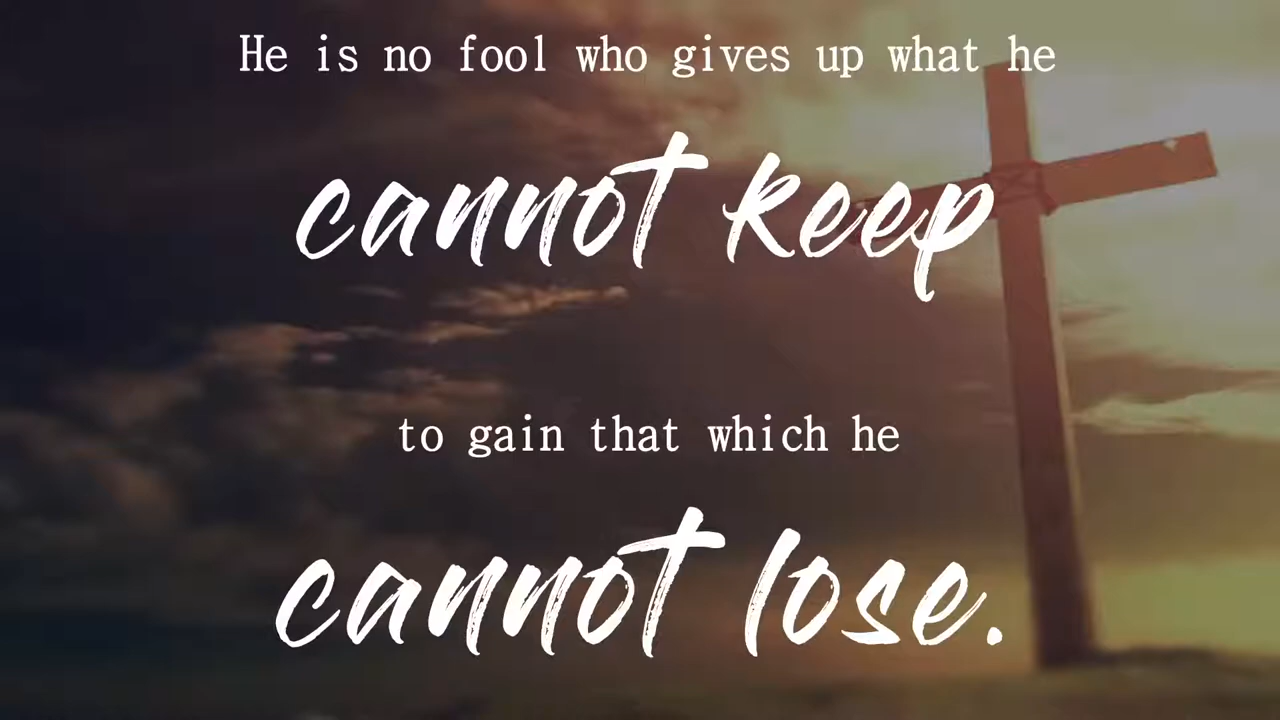 He is no fool who gives up what he
cannot keep
to gain that which he
cannot lose.